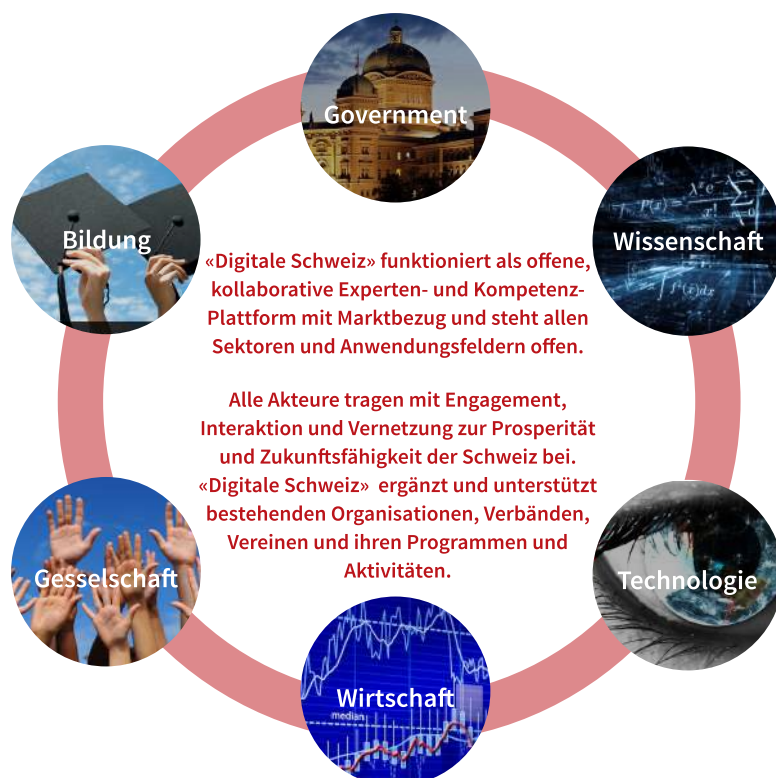 Government
Bildung
Wissenschaft
«Digitale Schweiz» funktioniert als offene,
kollaborative Experten- und Kompetenz-
Plattform mit Marktbezug und steht allen
Sektoren und Anwendungsfeldern offen.
Alle Akteure tragen mit Engagement,
Interaktion und Vernetzung zur Prosperität
und Zukunftsfähigkeit der Schweiz bei.
«Digitale Schweiz»  ergänzt und unterstützt
bestehenden Organisationen, Verbänden,
Vereinen und ihren Programmen und
Aktivitäten.
Gesselschaft
Technologie
Wirtschaft
median